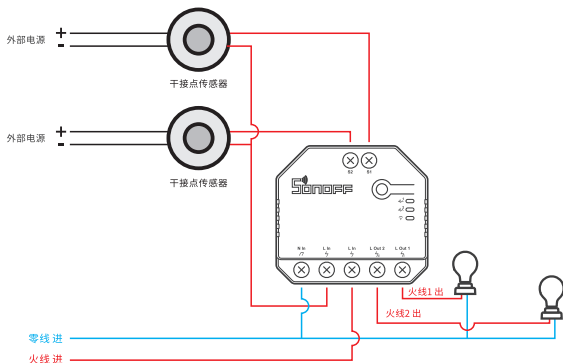 外部电源 +
-
干接点传感器
外部电源 +
-
干接点传感器
S2 S1
SONOFF
N In L In L In L Out 2 L Out 1
火线1 出
火线2 出
零线 进
火线 进